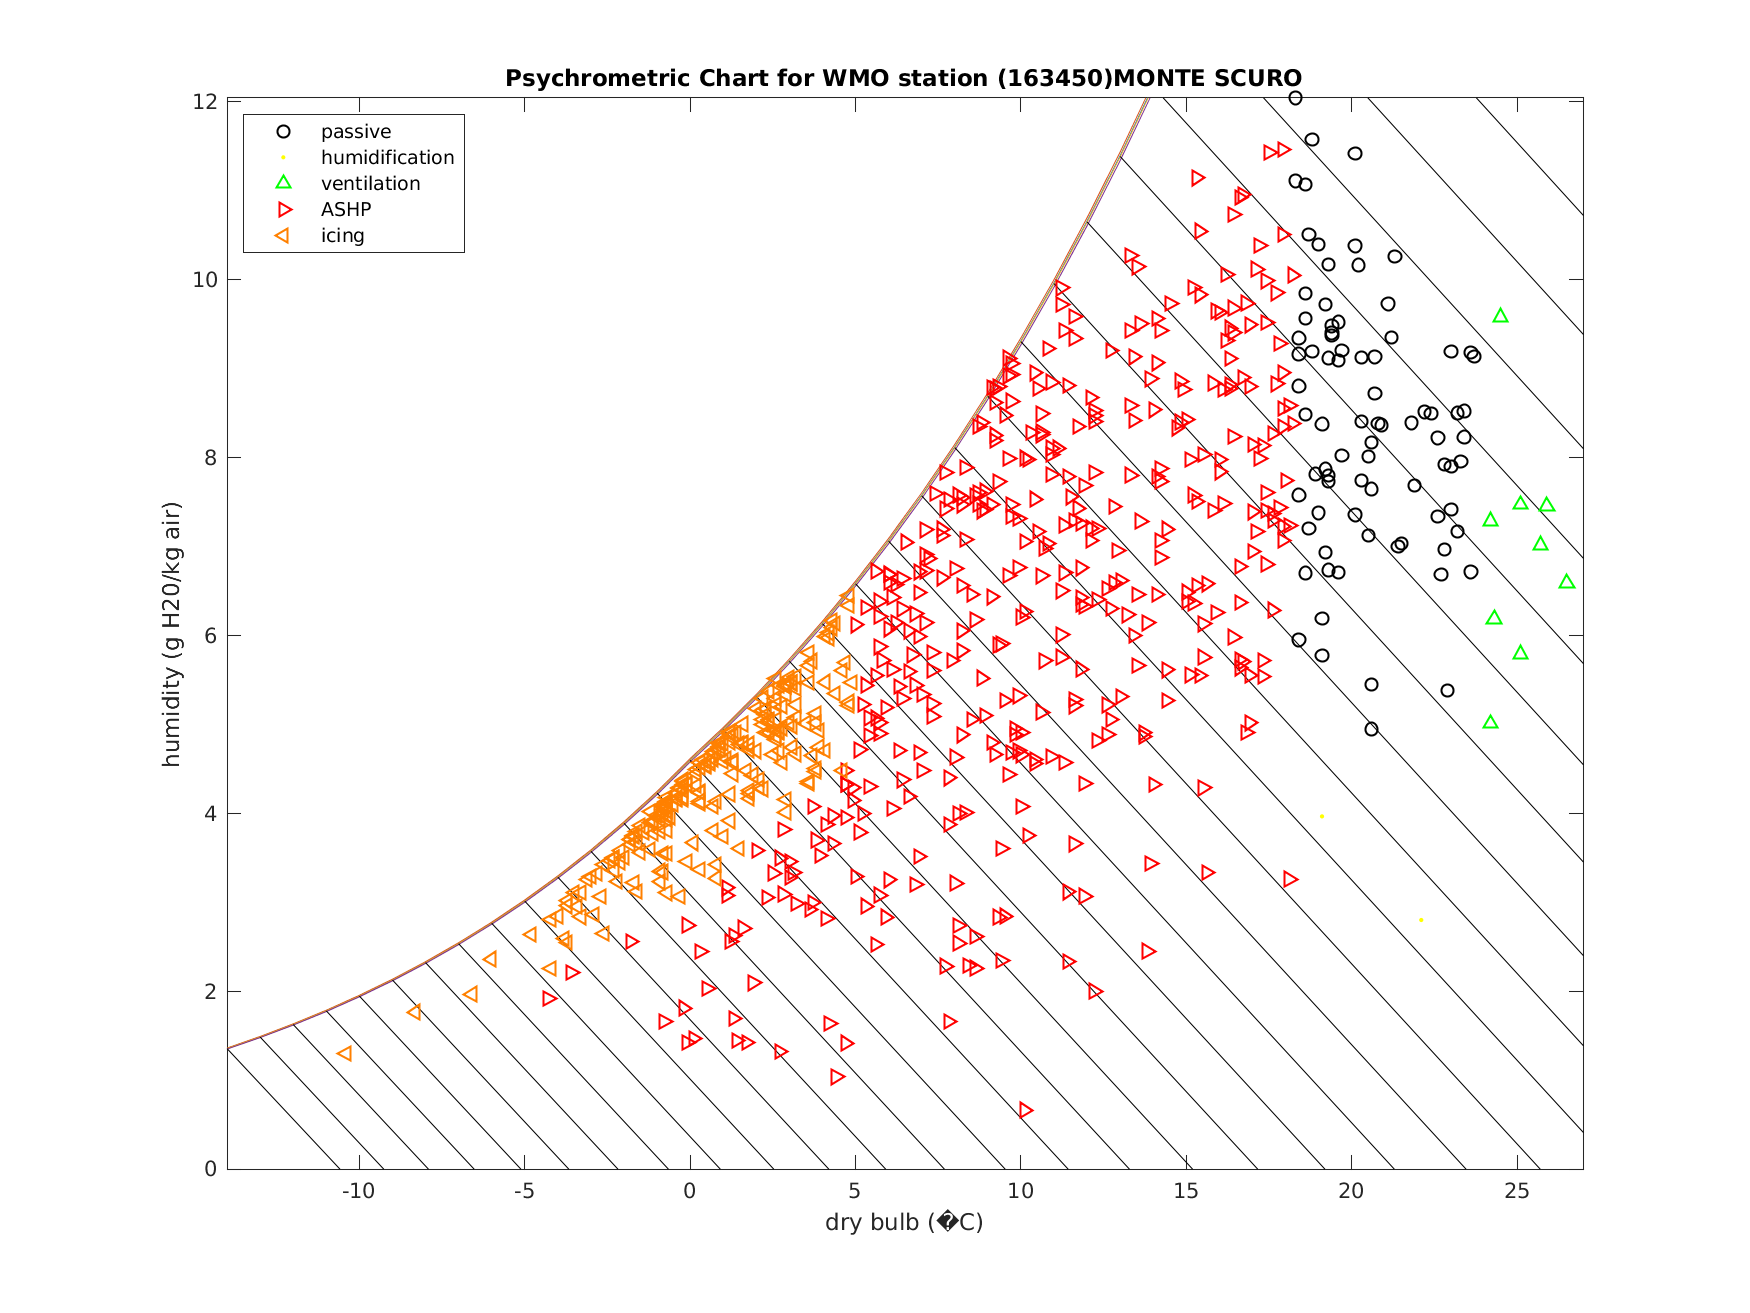 Psychrometric Chart for WMO station (163450)MONTE SCURO
passive
humidification
ventilation
ASHP
icing
humidity (g H20/kg air)
12
10
8
6
4
2
0
-10 -5 0 5 10 15 20 25
dry bulb (�C)